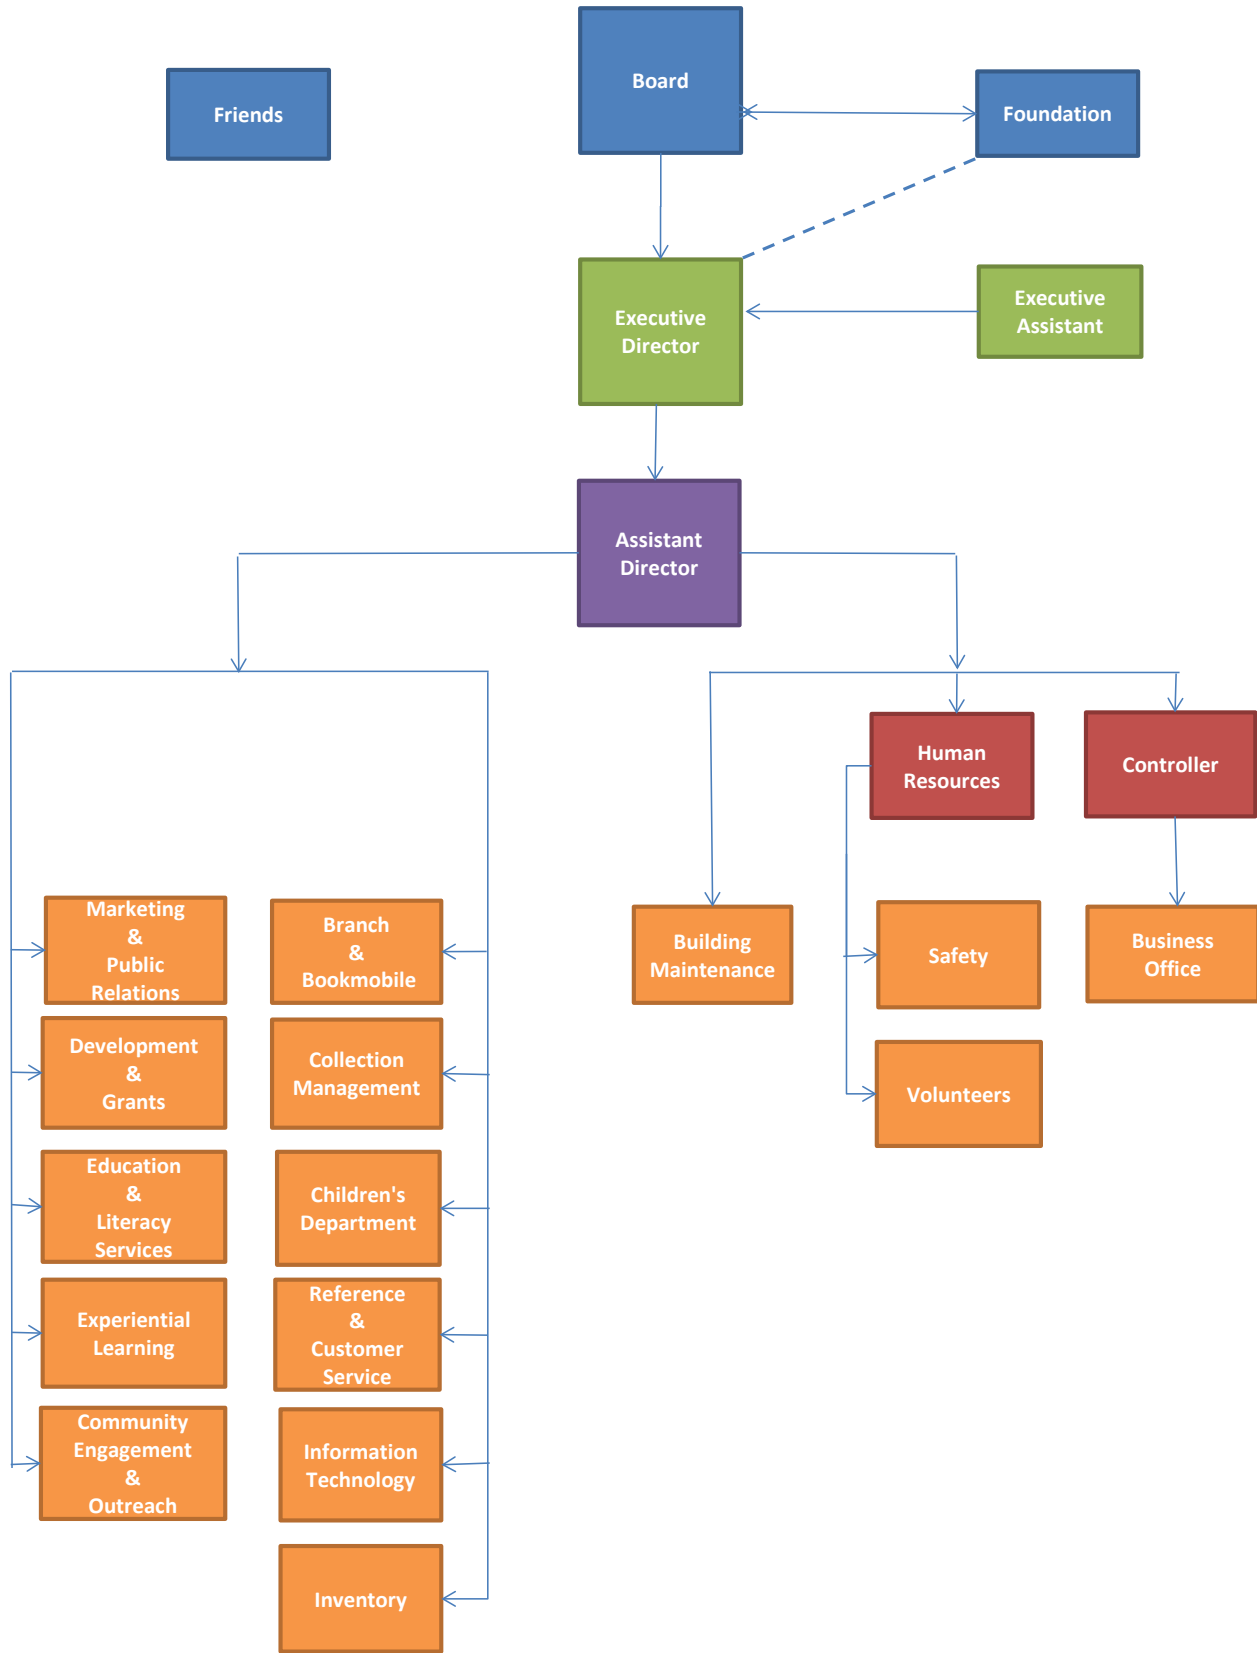 Board
Friends
Foundation
Executive
Director
Executive
Assistant
Assistant
Director
Human
Resources
Controller
Marketing
&
Public
Relations
Branch
&
Bookmobile
Building
Maintenance
Safety
Business
Office
Development
&
Grants
Collection
Management
Volunteers
Education
&
Literacy
Services
Children's
Department
Experiential
Learning
Reference
&
Customer
Service
Community
Engagement
&
Outreach
Information
Technology
Inventory